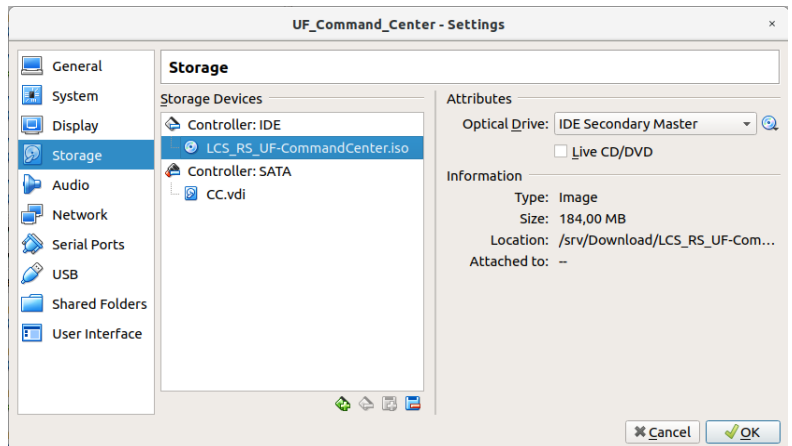 UF_Command_Center - Settings
×
General
System
Display
Storage
Audio
Network
Serial Ports
USB
Shared Folders
User Interface
Storage
Storage Devices
Controller: IDE
LCS_RS_UF-CommandCenter.iso
Controller: SATA
CC.vdi
Attributes
Optical Drive: IDE Secondary Master
Live CD/DVD
Information
Type: Image
Size: 184,00 MB
Location: /srv/Download/LCS_RS_UF-Com...
Attached to: --
Cancel
OK